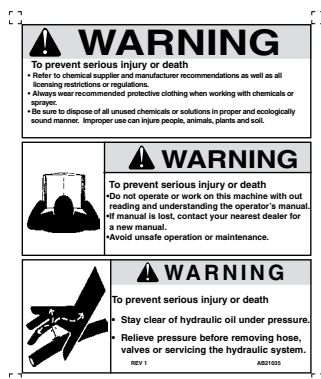 WARNING
To prevent serious injury or death
• Refer to chemical supplier and manufacturer recommendations as well as all
licensing restrictions or regulations.
• Always wear recommended protective clothing when working with chemicals or
sprayer.
• Be sure to dispose of all unused chemicals or solutions in proper and ecologically
sound manner. Improper use can injure people, animals, plants and soil.
WARNING
To prevent serious injury or death
•Do not operate or work on this machine with out
reading and understanding the operator's manual.
•If manual is lost, contact your nearest dealer for
a new manual.
•Avoid unsafe operation or maintenance.
WARNING
To prevent serious injury or death
• Stay clear of hydraulic oil under pressure.
• Relieve pressure before removing hose,
valves or servicing the hydraulic system.
REV 1 AB21035